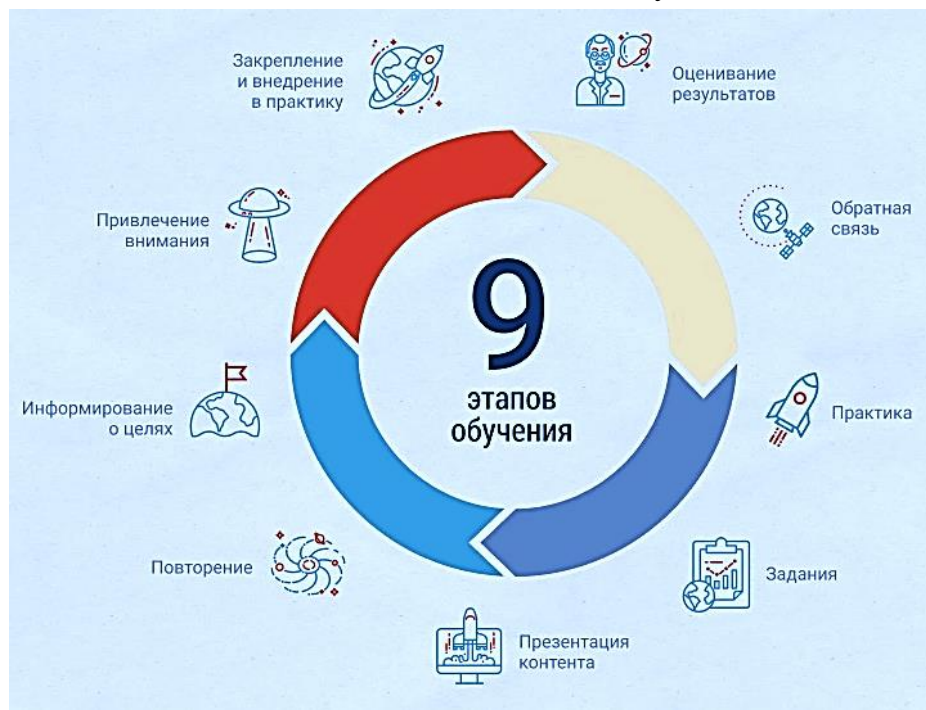 Закрепление
и внедрение
в практику
Оценивание
результатов
Привлечение
внимания
Обратная
связь
9
этапов
обучения
Информирование
о целях
Практика
Повторение
Задания
Презентация
контента